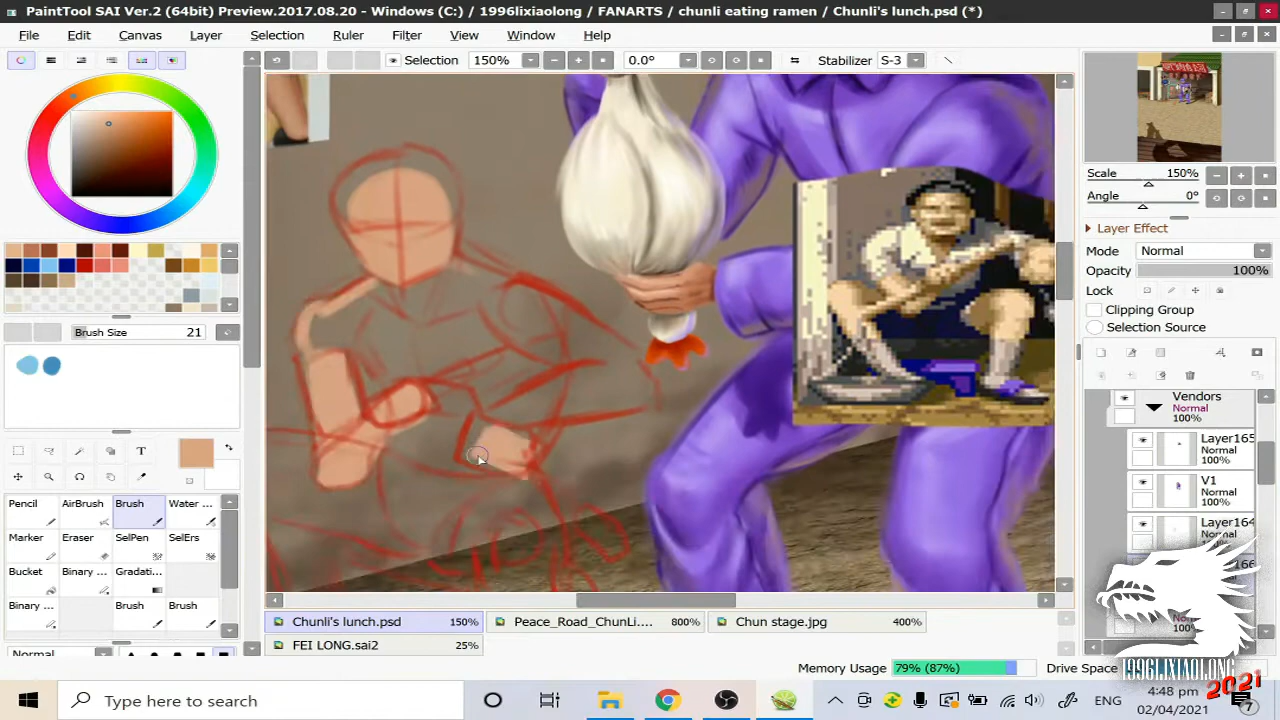 PaintTool SAI Ver.2 (64bit) Preview.2017.08.20 - Windows (C:) / 1996lixiaolong / FANARTS / chunli eating ramen / Chunli's lunch.psd (*)
File Edit Canvas Layer Selection Ruler Filter View Window Help
Selection 150% 0.0° Stabilizer S-3
Scale 150%
Angle 0°
Layer Effect
Mode Normal
Opacity 100%
Lock
Clipping Group
Selection Source
Brush Size 21
T
Pencil AirBrush Brush Water ...
Marker Eraser SelPen SelErs
Bucket Binary ... Gradati...
Binary ... Brush Brush
Normal
Vendors
Normal
100%
Layer165
Normal
100%
V1
Normal
100%
Layer164
Normal
100%
Chunli's lunch.psd 150% Peace_Road_ChunLi.... 800% Chun stage.jpg 400%
FEI LONG.sai2 25%
Memory Usage 79% (87%) Drive Space
1996LIXIAOLONG
2021
Type here to search
ENG
4:48 pm
02/04/2021
7